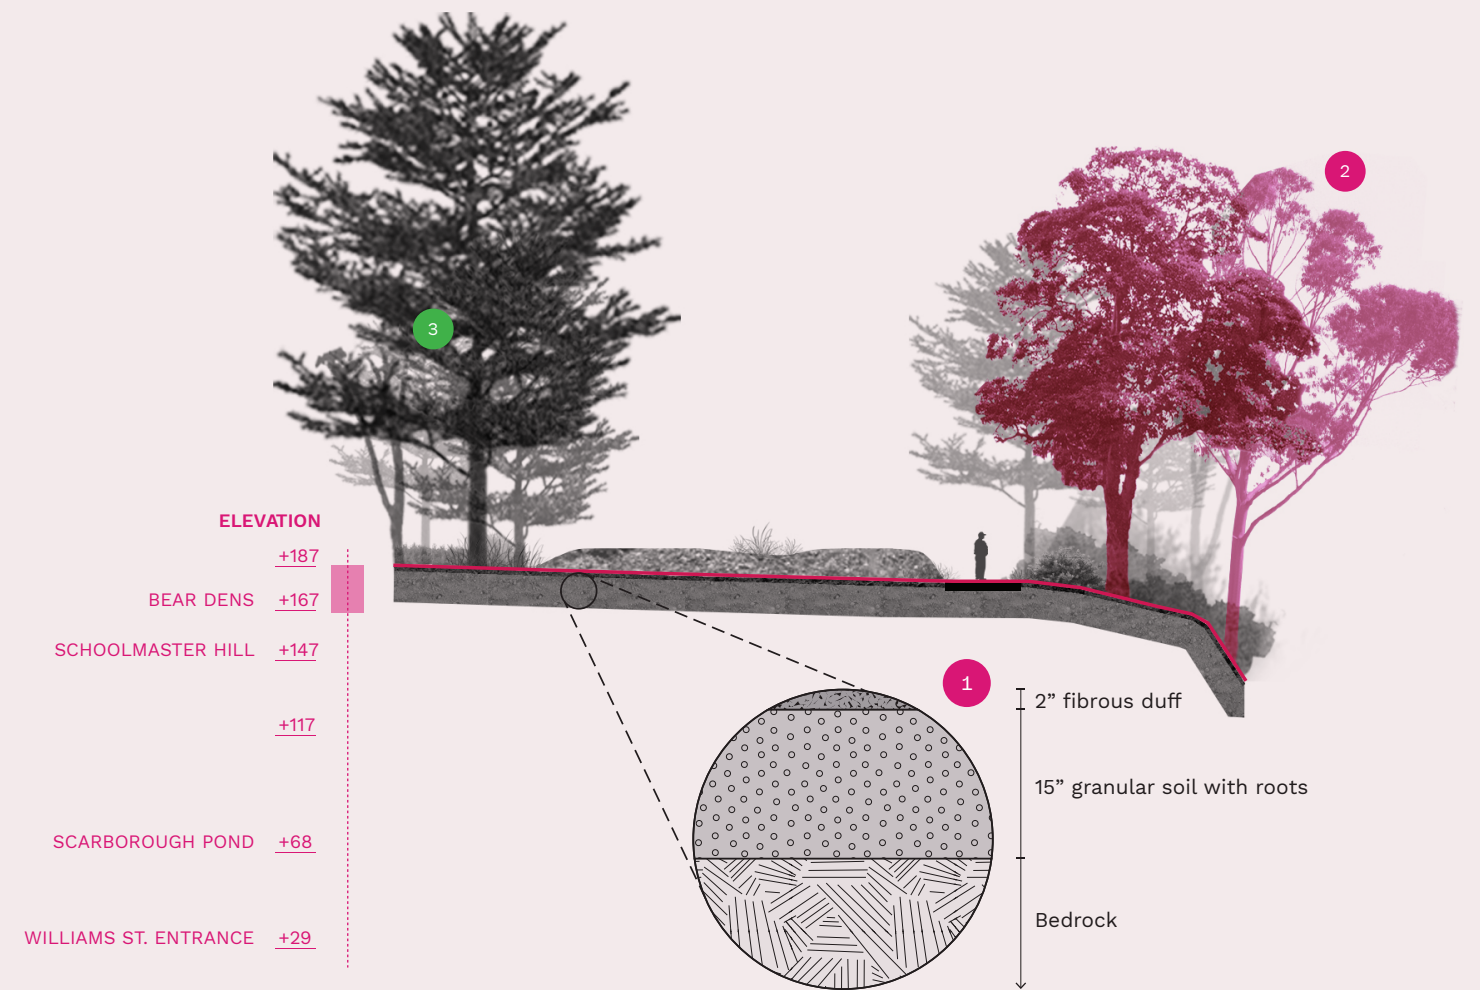 2
3
ELEVATION
+187
BEAR DENS +167
SCHOOLMASTER HILL +147
+117
SCARBOROUGH POND +68
WILLIAMS ST. ENTRANCE +29
1
2” fibrous duff
15” granular soil with roots
Bedrock